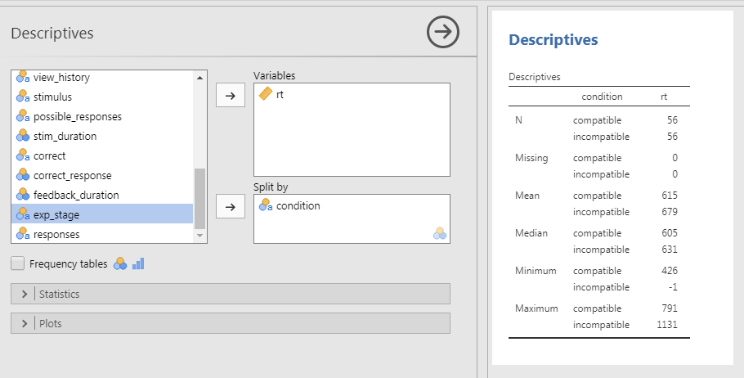 Descriptives
view_history
stimulus
possible_responses
stim_duration
correct
correct_response
feedback_duration
exp_stage
responses
Variables
rt
Split by
condition
Frequency tables
Statistics
Plots
Descriptives
Descriptives
condition rt
N compatible 56
incompatible 56
Missing compatible 0
incompatible 0
Mean compatible 615
incompatible 679
Median compatible 605
incompatible 631
Minimum compatible 426
incompatible -1
Maximum compatible 791
incompatible 1131